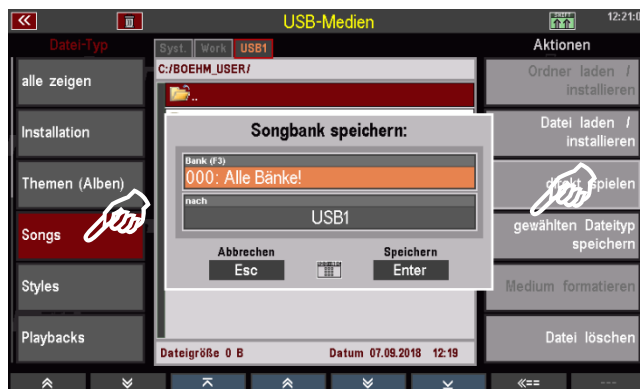 USB-Medien
12:21:0
Datei-Typ
Syst. Work USB1
Aktionen
alle zeigen
Installation
Themen (Alben)
Songs
Styles
Playbacks
C:/BOEHM_USER/
..
Songbank speichern:
Bank (F3)
000: Alle Bänke!
nach
USB1
Abbrechen
Esc
Speichern
Enter
Dateigröße 0 B Datum 07.09.2018 12:19
Ordner laden /
installieren
Datei laden /
installieren
direkt spielen
gewählten Dateityp
speichern
Medium formatieren
Datei löschen
«==
---